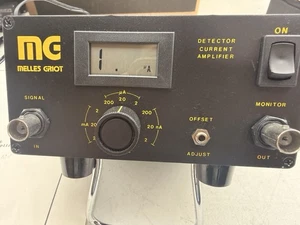 MG
MELLES GRIOT
1. µA
DETECTOR
CURRENT
AMPLIFIER
ON
SIGNAL
IN
µA
200 20 2
2 200
mA 20 20 nA
2
OFFSET
ADJUST
MONITOR
OUT